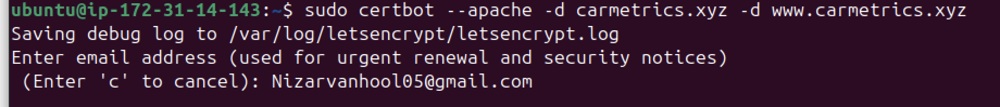 ubuntu@ip-172-31-14-143:~$ sudo certbot --apache -d carmetrics.xyz -d www.carmetrics.xyz
Saving debug log to /var/log/letsencrypt/letsencrypt.log
Enter email address (used for urgent renewal and security notices)
(Enter 'c' to cancel): Nizarvanhool05@gmail.com